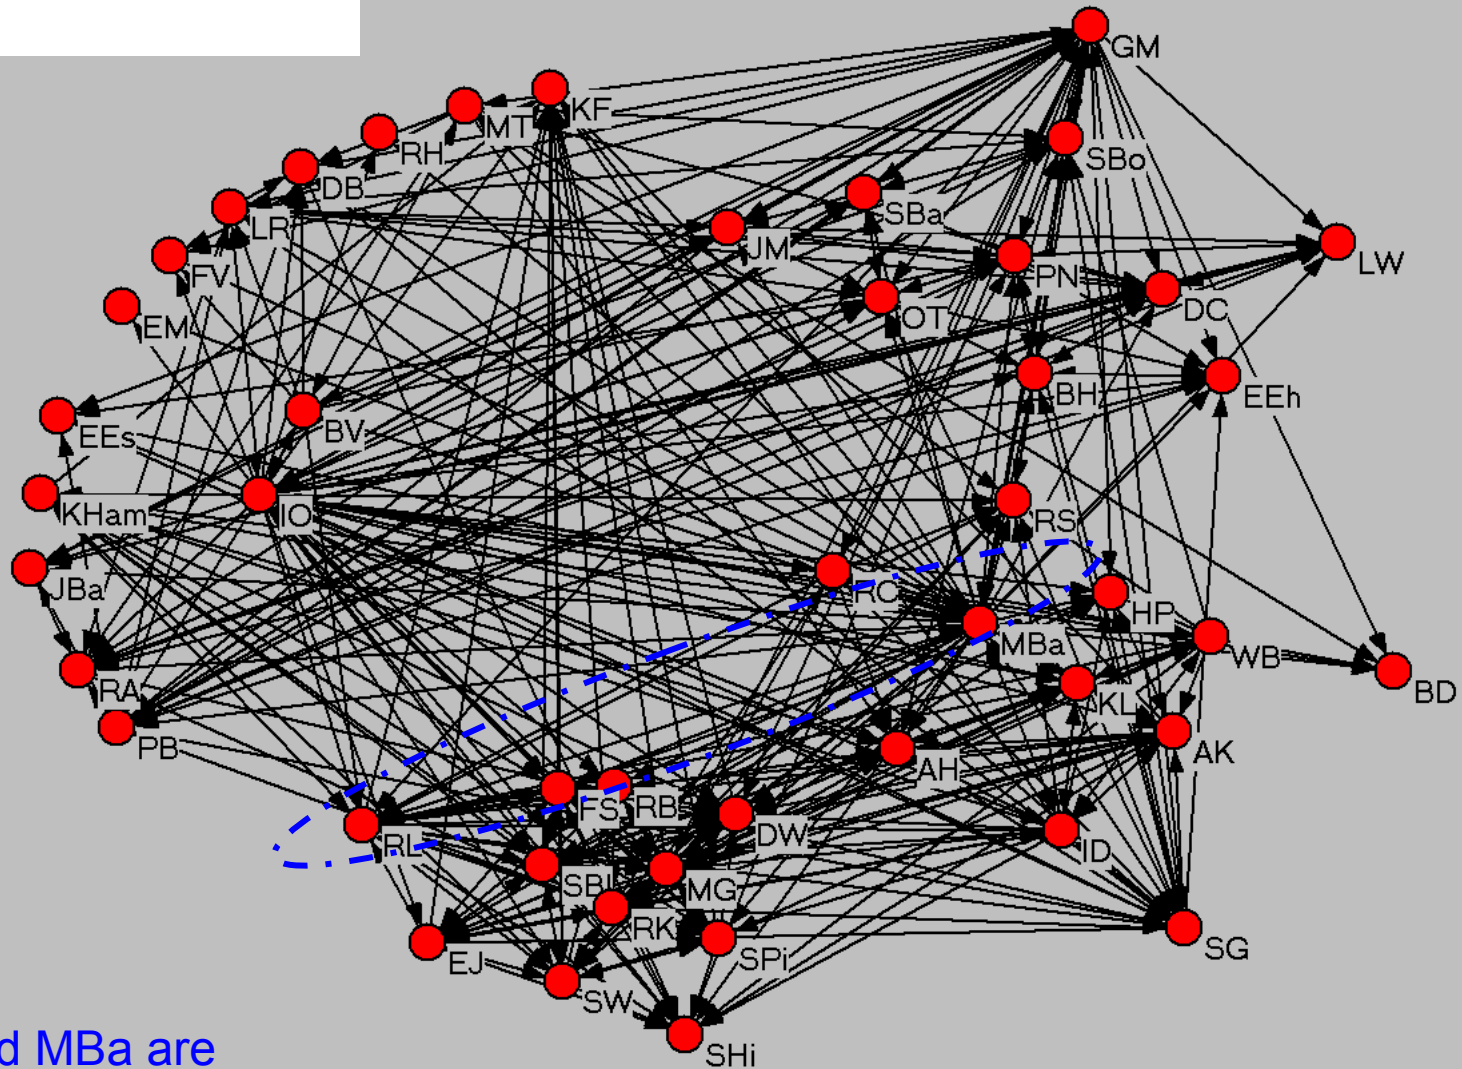 GM
KF
MT
SBo
RH
DB
SBa
LR
JM
LW
FV
PN
DC
OT
EM
BH
EEh
EEs
BV
KHam
IO
RS
JBa
RC
HP
MBa
WB
RA
BD
KL
PB
AK
AH
FS
RB
DW
RL
ID
SBl
MG
RK
SG
EJ
SPi
SW
d MBa are
SHi